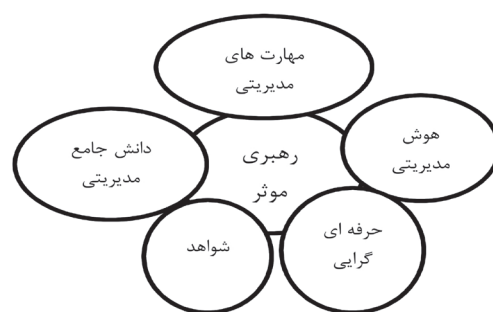 مهارت های
مدیریتی
هوش
مدیریتی
دانش جامع
مدیریتی
رهبری
موثر
حرفه ای
گرایی
شواهد